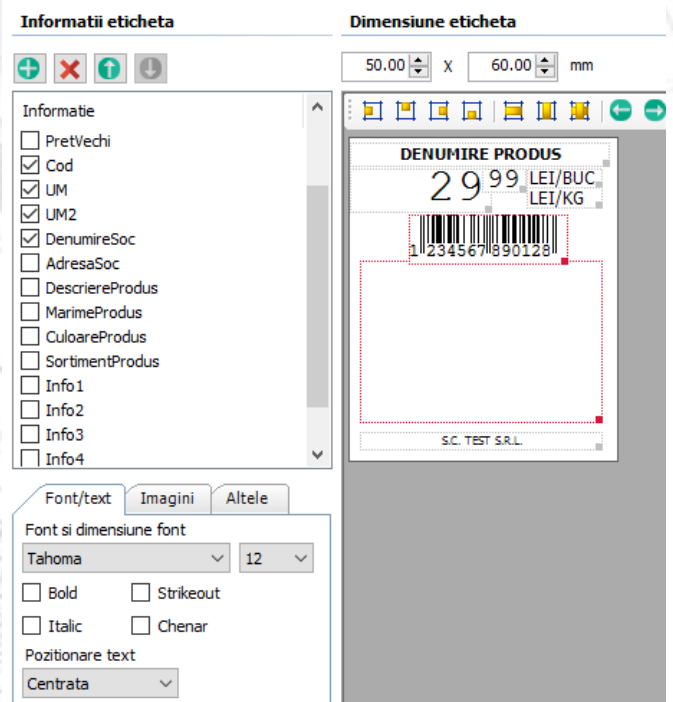 Informatii eticheta
Dimensiune eticheta
50.00 X 60.00 mm
Informatie
PretVechi
Cod
UM
UM2
DenumireSoc
AdresaSoc
DescriereProdus
MarimeProdus
CuloareProdus
SortimentProdus
Info1
Info2
Info3
Info4
DENUMIRE PRODUS
29 99 LEI/BUC
LEI/KG
1 234567 890128
S.C. TEST S.R.L.
Font/text Imagini Altele
Font si dimensiune font
Tahoma 12
Bold Strikeout
Italic Chenar
Pozitionare text
Centrata